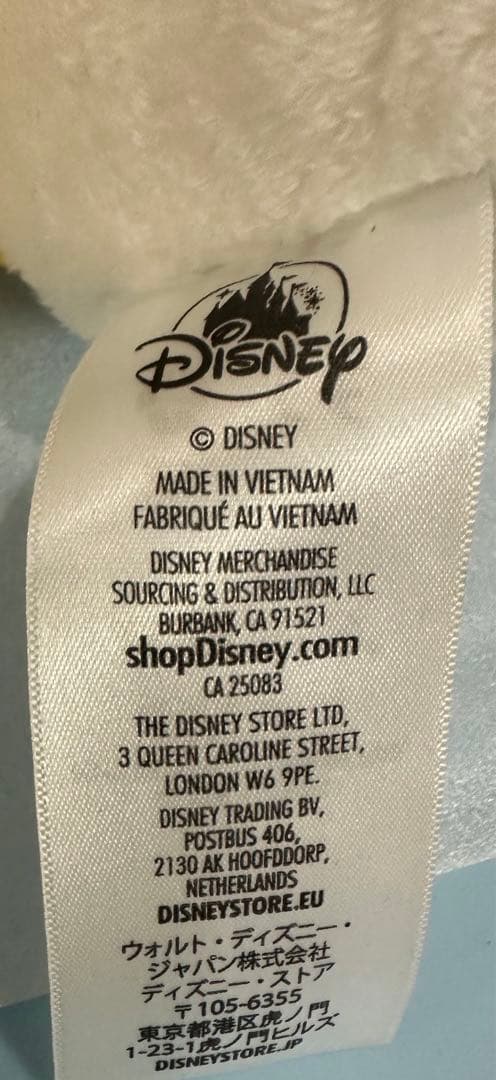 Disney
© DISNEY
MADE IN VIETNAM
FABRIQUÉ AU VIETNAM
DISNEY MERCHANDISE
SOURCING & DISTRIBUTION, LLC
BURBANK, CA 91521
shopDisney.com
CA 25083
THE DISNEY STORE LTD,
3 QUEEN CAROLINE STREET,
LONDON W6 9PE.
DISNEY TRADING BV,
POSTBUS 406,
2130 AK HOOFDDORP,
NETHERLANDS
DISNEYSTORE.EU
ウォルト・ディズニー・
ジャパン株式会社
ディズニー・ストア
〒105-6355
東京都港区虎ノ門
1-23-1虎ノ門ヒルズ
DISNEYSTORE.JP